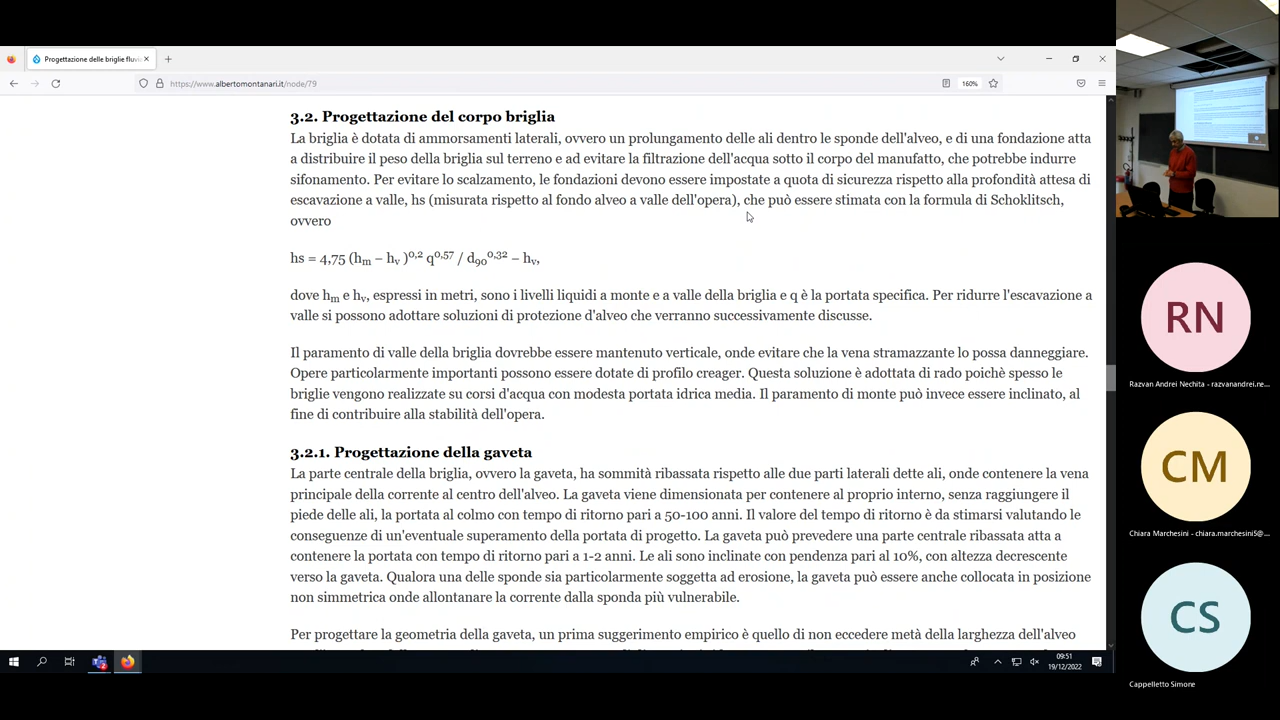 Progettazione delle briglie fluvi
https://www.albertomontanari.it/node/79
160%
3.2. Progettazione del corpo briglia
La briglia è dotata di ammorsamenti laterali, ovvero un prolungamento delle ali dentro le sponde dell'alveo, e di una fondazione atta
a distribuire il peso della briglia sul terreno e ad evitare la filtrazione dell'acqua sotto il corpo del manufatto, che potrebbe indurre
sifonamento. Per evitare lo scalzamento, le fondazioni devono essere impostate a quota di sicurezza rispetto alla profondità attesa di
escavazione a valle, hs (misurata rispetto al fondo alveo a valle dell'opera), che può essere stimata con la formula di Schoklitsch,
ovvero
hs = 4,75 (hm − hv )0,2 q0,57 / d90 0,32 − hv,
dove hm e hv, espressi in metri, sono i livelli liquidi a monte e a valle della briglia e q è la portata specifica. Per ridurre l'escavazione a
valle si possono adottare soluzioni di protezione d'alveo che verranno successivamente discusse.
Il paramento di valle della briglia dovrebbe essere mantenuto verticale, onde evitare che la vena stramazzante lo possa danneggiare.
Opere particolarmente importanti possono essere dotate di profilo creager. Questa soluzione è adottata di rado poichè spesso le
briglie vengono realizzate su corsi d'acqua con modesta portata idrica media. Il paramento di monte può invece essere inclinato, al
fine di contribuire alla stabilità dell'opera.
3.2.1. Progettazione della gaveta
La parte centrale della briglia, ovvero la gaveta, ha sommità ribassata rispetto alle due parti laterali dette ali, onde contenere la vena
principale della corrente al centro dell'alveo. La gaveta viene dimensionata per contenere al proprio interno, senza raggiungere il
piede delle ali, la portata al colmo con tempo di ritorno pari a 50-100 anni. Il valore del tempo di ritorno è da stimarsi valutando le
conseguenze di un'eventuale superamento della portata di progetto. La gaveta può prevedere una parte centrale ribassata atta a
contenere la portata con tempo di ritorno pari a 1-2 anni. Le ali sono inclinate con pendenza pari al 10%, con altezza decrescente
verso la gaveta. Qualora una delle sponde sia particolarmente soggetta ad erosione, la gaveta può essere anche collocata in posizione
non simmetrica onde allontanare la corrente dalla sponda più vulnerabile.
Per progettare la geometria della gaveta, un prima suggerimento empirico è quello di non eccedere metà della larghezza dell'alveo
09:51
19/12/2022
RN
Razvan Andrei Nechita - razvanandrei.ne...
CM
Chiara Marchesini - chiara.marchesini5@...
CS
Cappelletto Simone